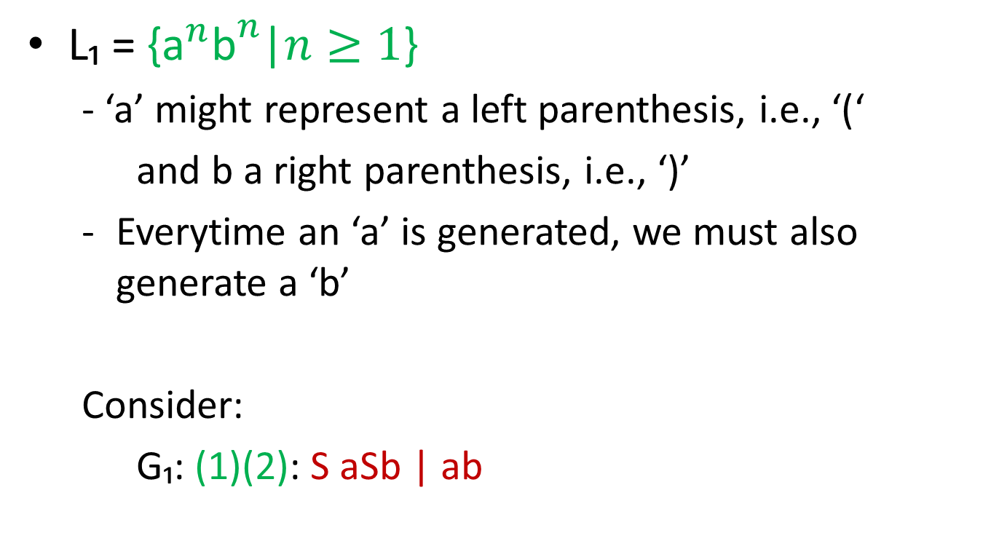 • L₁ = {aⁿbⁿ|n ≥ 1}
- ‘a’ might represent a left parenthesis, i.e., ‘(‘
and b a right parenthesis, i.e., ‘)’
- Everytime an ‘a’ is generated, we must also
generate a ‘b’
Consider:
G₁: (1)(2): S aSb | ab